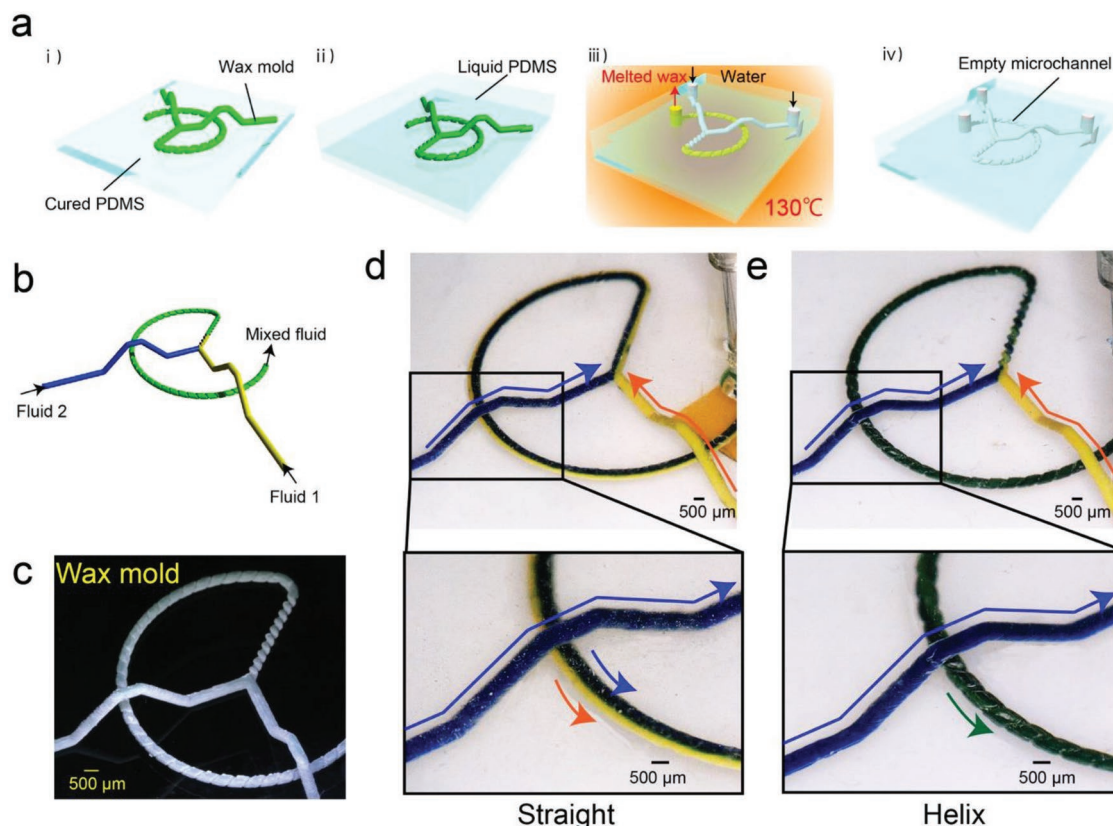 a
i)
Wax mold
Cured PDMS
ii)
Liquid PDMS
iii)
Melted wax
Water
130℃
iv)
Empty microchannel
b
Mixed fluid
Fluid 2
Fluid 1
c
Wax mold
500 μm
d
500 μm
500 μm
Straight
e
500 μm
500 μm
Helix